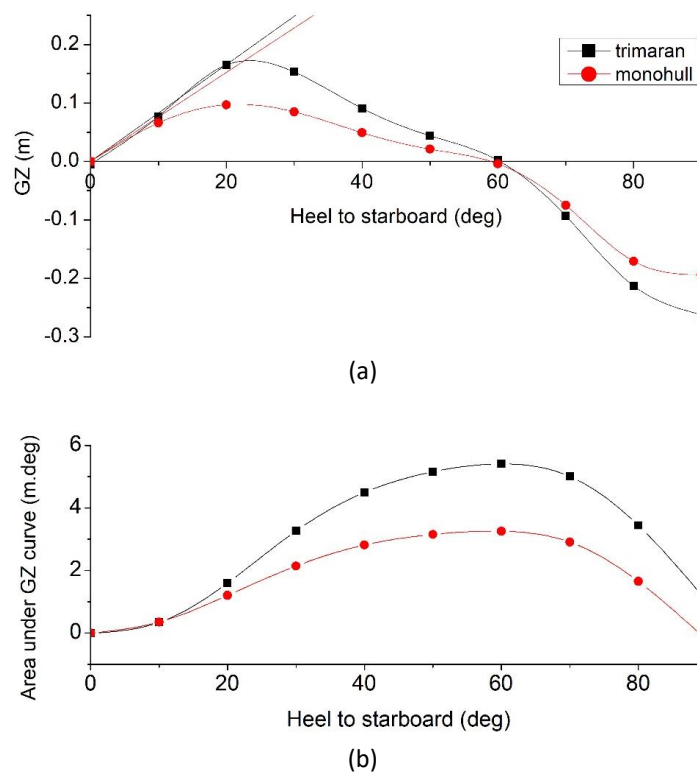 0.2
trimaran
monohull
0.1
GZ (m)
0.0
0 20 40 60 80
Heel to starboard (deg)
-0.1
-0.2
-0.3
(a)
Area under GZ curve (m.deg)
6
4
2
0
0 20 40 60 80
Heel to starboard (deg)
(b)